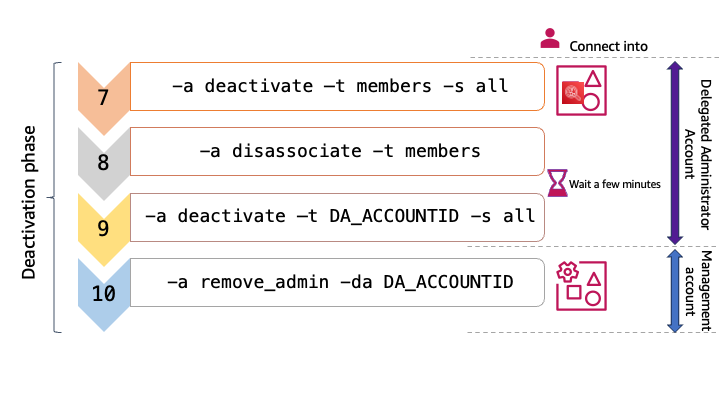 Connect into
7
—a deactivate —t members —s all
8
—a disassociate —t members
Wait a few minutes
9
—a deactivate —t DA_ACCOUNTID —s all
10
—a remove_admin —da DA_ACCOUNTID
Deactivation phase
Delegated Administrator
Account
Management
account